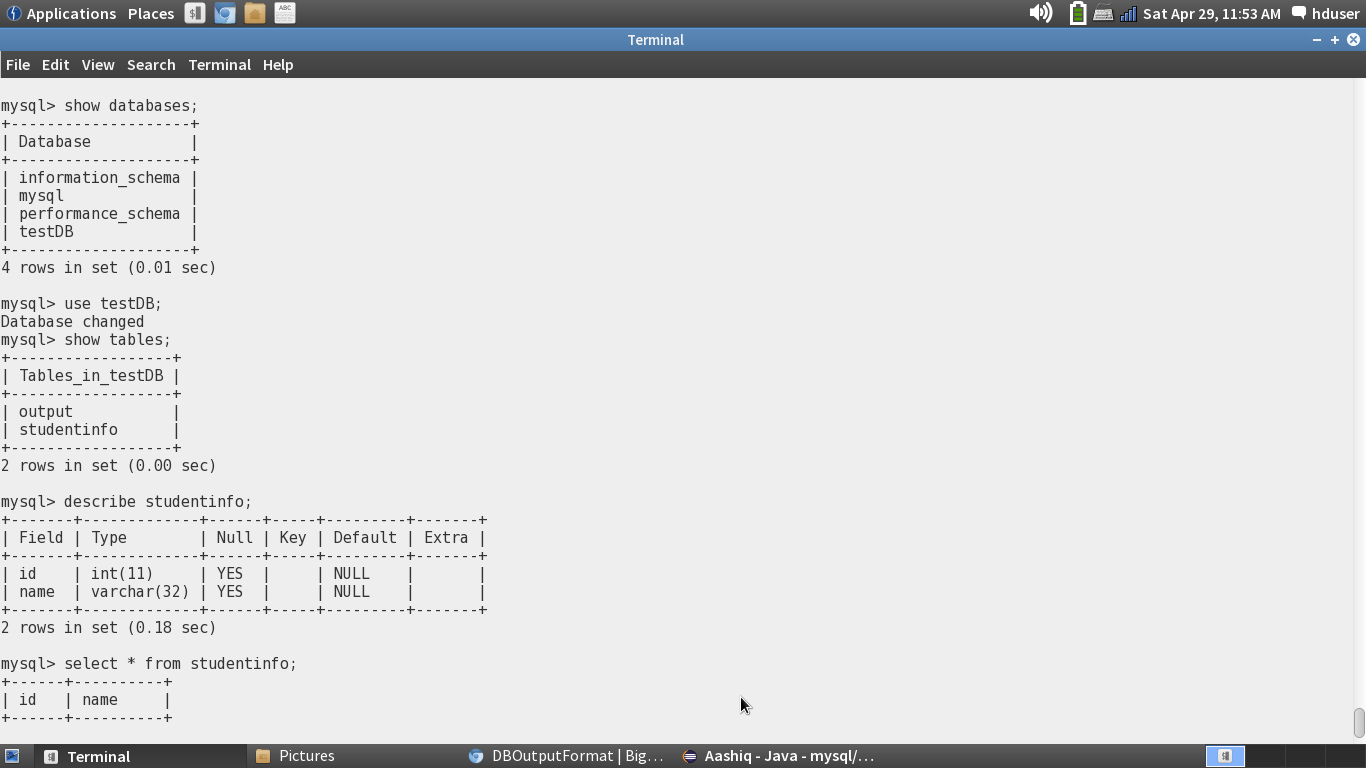 Applications Places Sat Apr 29, 11:53 AM hduser
Terminal
File Edit View Search Terminal Help
mysql> show databases;
+--------------------+
| Database           |
+--------------------+
| information_schema |
| mysql              |
| performance_schema |
| testDB             |
+--------------------+
4 rows in set (0.01 sec)
mysql> use testDB;
Database changed
mysql> show tables;
+------------------+
| Tables_in_testDB |
+------------------+
| output           |
| studentinfo      |
+------------------+
2 rows in set (0.00 sec)
mysql> describe studentinfo;
+-------+-------------+------+-----+---------+-------+
| Field | Type        | Null | Key | Default | Extra |
+-------+-------------+------+-----+---------+-------+
| id    | int(11)     | YES  |     | NULL    |       |
| name  | varchar(32) | YES  |     | NULL    |       |
+-------+-------------+------+-----+---------+-------+
2 rows in set (0.18 sec)
mysql> select * from studentinfo;
+------+----------+
| id   | name     |
+------+----------+
Terminal Pictures DBOutputFormat | Big... Aashiq - Java - mysql/...